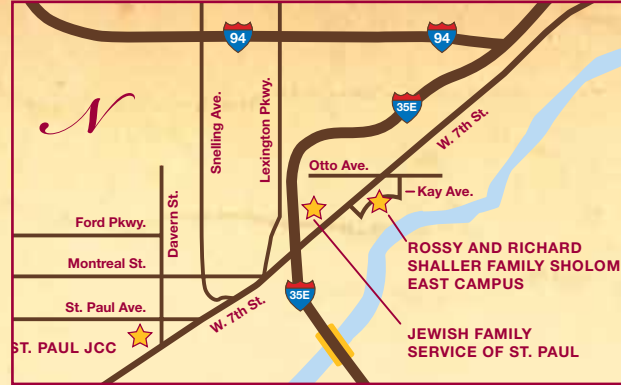 94
94
N
Snelling Ave.
Lexington Pkwy.
35E
W. 7th St.
Otto Ave.
Kay Ave.
Davern St.
Ford Pkwy.
ROSSY AND RICHARD
SHALLER FAMILY SHOLOM
EAST CAMPUS
Montreal St.
35E
St. Paul Ave.
W. 7th St.
JEWISH FAMILY
SERVICE OF ST. PAUL
ST. PAUL JCC